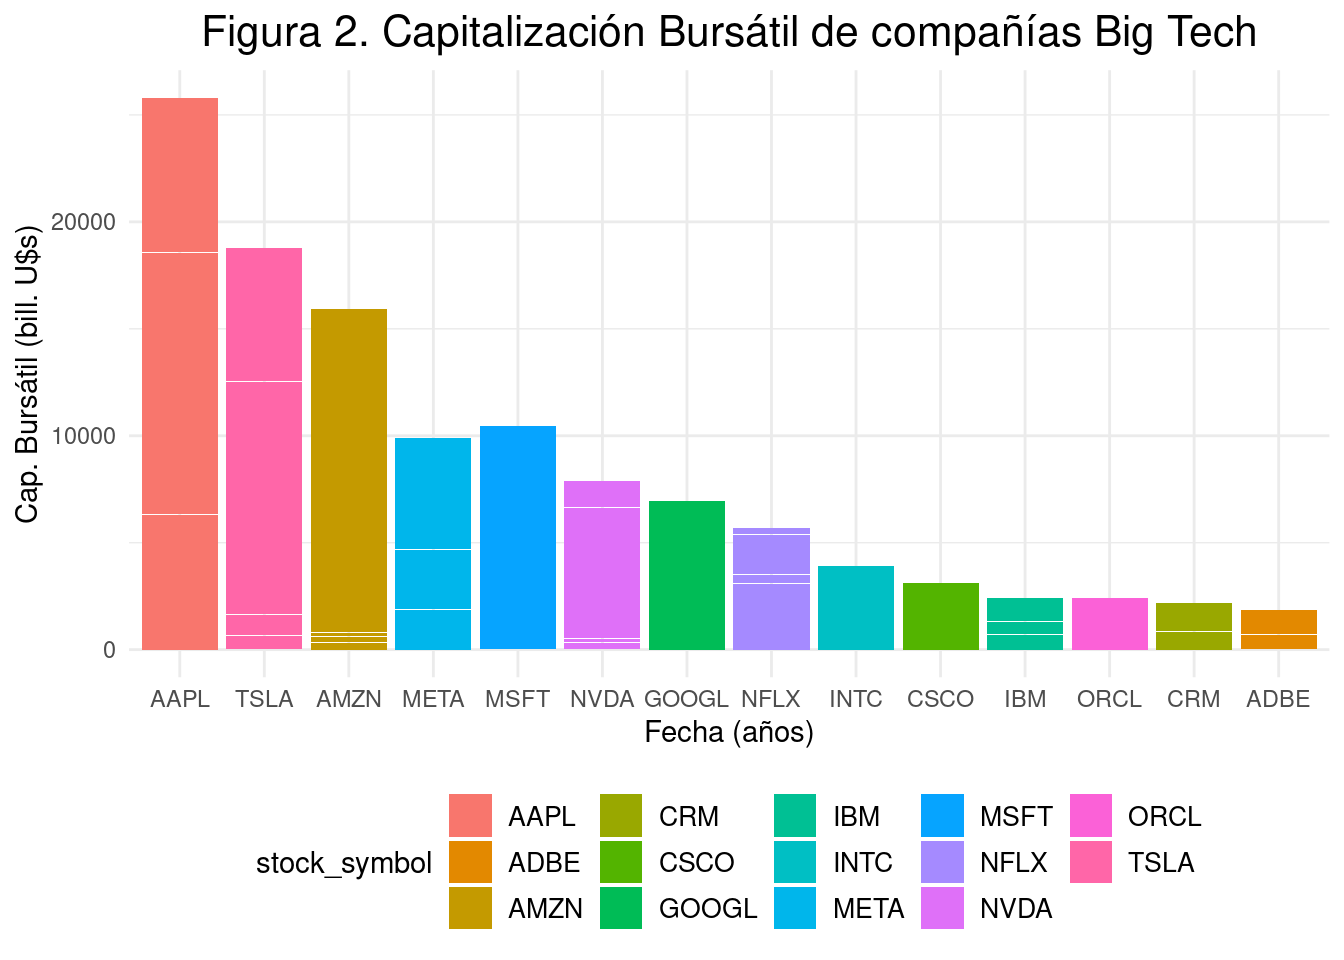 Figura 2. Capitalización Bursátil de compañías Big Tech
Cap. Bursátil (bill. U$s)
20000
10000
0
AAPL TSLA AMZN META MSFT NVDA GOOGL NFLX INTC CSCO IBM ORCL CRM ADBE
Fecha (años)
stock_symbol
AAPL CRM IBM MSFT ORCL
ADBE CSCO INTC NFLX TSLA
AMZN GOOGL META NVDA